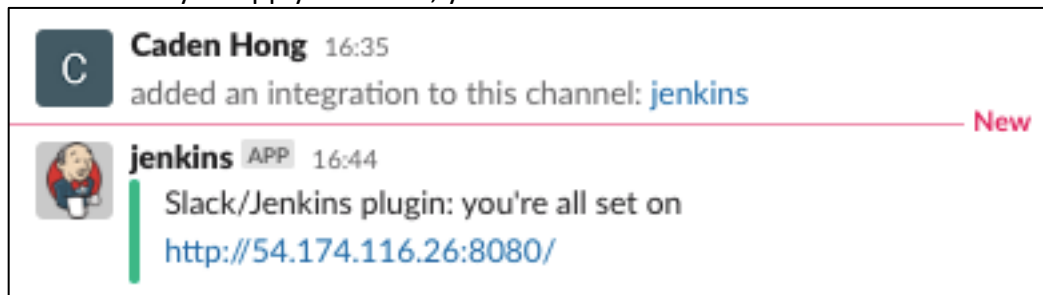 C
Caden Hong 16:35
added an integration to this channel: jenkins
New
jenkins APP 16:44
Slack/Jenkins plugin: you're all set on
http://54.174.116.26:8080/